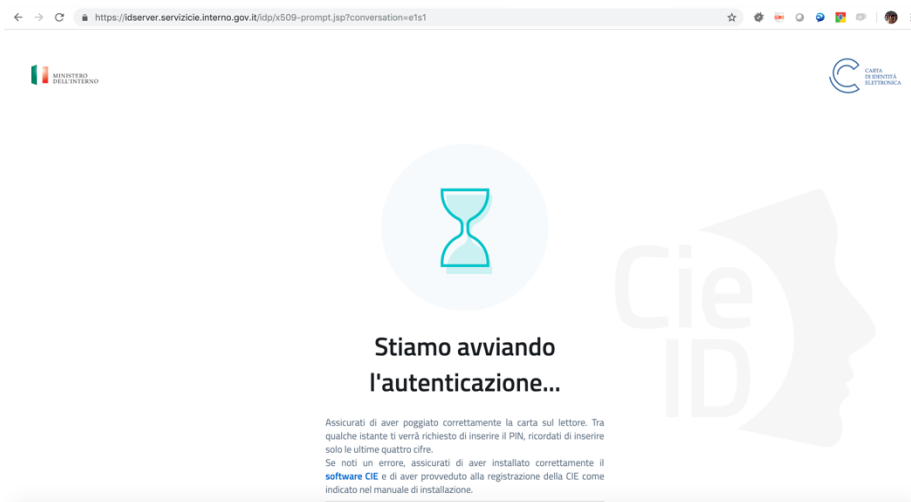 https://idserver.servizicie.interno.gov.it/idp/x509-prompt.jsp?conversation=e1s1
MINISTERO
DELL'INTERNO
CARTA
DI IDENTITÀ
ELETTRONICA
Cie
ID
Stiamo avviando
l'autenticazione...
Assicurati di aver poggiato correttamente la carta sul lettore. Tra
qualche istante ti verrà richiesto di inserire il PIN, ricordati di inserire
solo le ultime quattro cifre.
Se noti un errore, assicurati di aver installato correttamente il
software CIE e di aver provveduto alla registrazione della CIE come
indicato nel manuale di installazione.